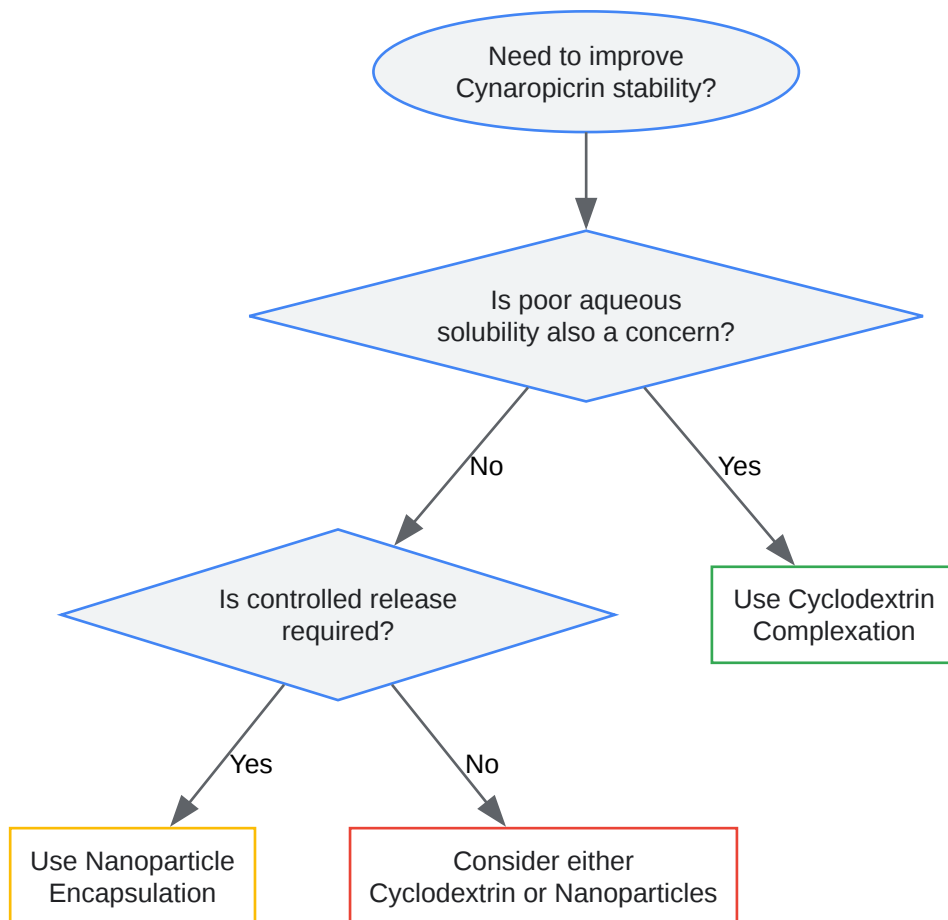 Need to improve
Cynaropicrin stability?
Is poor aqueous
solubility also a concern?
No
Yes
Is controlled release
required?
Use Cyclodextrin
Complexation
Yes
No
Use Nanoparticle
Encapsulation
Consider either
Cyclodextrin or Nanoparticles